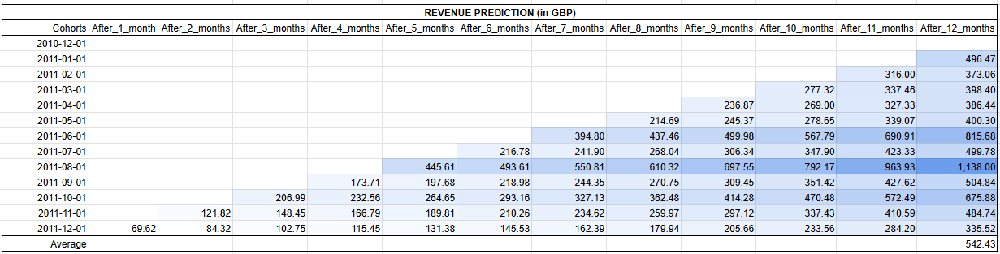 REVENUE PREDICTION (in GBP)
Cohorts After_1_month After_2_months After_3_months After_4_months After_5_months After_6_months After_7_months After_8_months After_9_months After_10_months After_11_months After_12_months
2010-12-01
2011-01-01 496.47
2011-02-01 316.00 373.06
2011-03-01 277.32 337.46 398.40
2011-04-01 236.87 269.00 327.33 386.44
2011-05-01 214.69 245.37 278.65 339.07 400.30
2011-06-01 394.80 437.46 499.98 567.79 690.91 815.68
2011-07-01 216.78 241.90 268.04 306.34 347.90 423.33 499.78
2011-08-01 445.61 493.61 550.81 610.32 697.55 792.17 963.93 1,138.00
2011-09-01 173.71 197.68 218.98 244.35 270.75 309.45 351.42 427.62 504.84
2011-10-01 206.99 232.56 264.65 293.16 327.13 362.48 414.28 470.48 572.49 675.88
2011-11-01 121.82 148.45 166.79 189.81 210.26 234.62 259.97 297.12 337.43 410.59 484.74
2011-12-01 69.62 84.32 102.75 115.45 131.38 145.53 162.39 179.94 205.66 233.56 284.20 335.52
Average 542.43